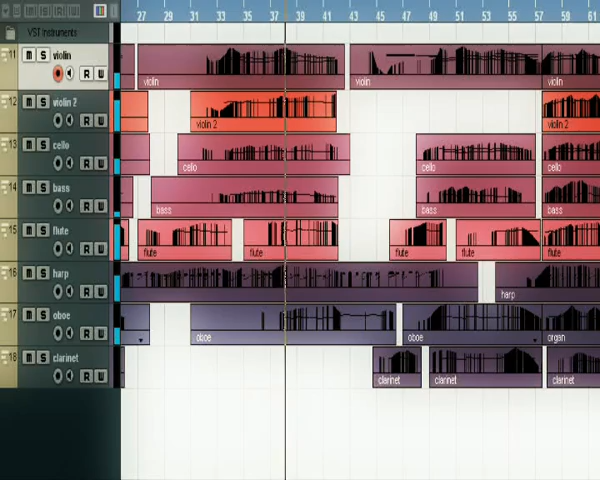 27 29 31 33 35 37 39 41 43 45 47 49 51 53 55 57 59 61
VST Instruments
11 M S violin
R W
violin violin violin
12 M S violin 2
R W
violin 2 violin 2
13 M S cello
R W
cello cello cello
14 M S bass
R W
bass bass bass
15 M S flute
R W
flute flute flute flute flute
16 M S harp
R W
harp
17 M S oboe
R W
oboe oboe organ
18 M S clarinet
R W
clarinet clarinet clarinet